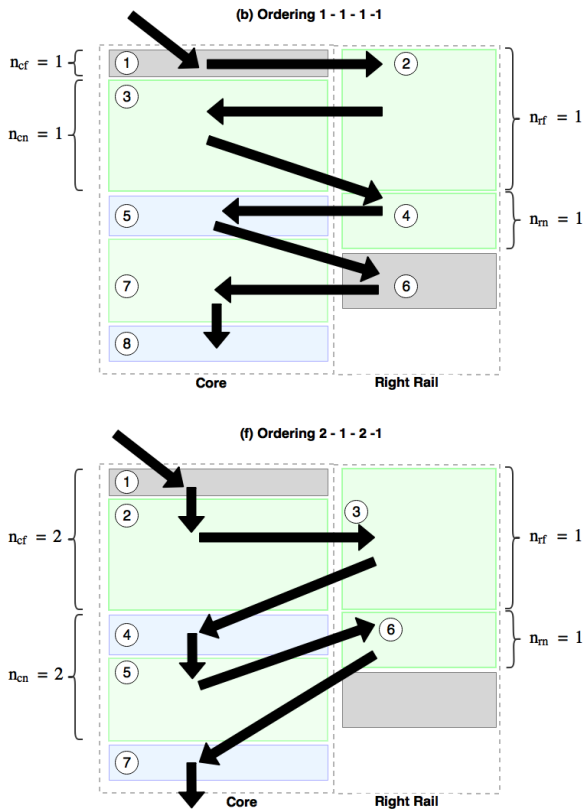 (b) Ordering 1 - 1 - 1 -1
n_cf = 1
1
2
3
n_cn = 1
n_rf = 1
5
4
n_rn = 1
7
6
8
Core Right Rail
(f) Ordering 2 - 1 - 2 -1
1
2
3
n_cf = 2
n_rf = 1
4
6
n_rn = 1
5
n_cn = 2
7
Core Right Rail